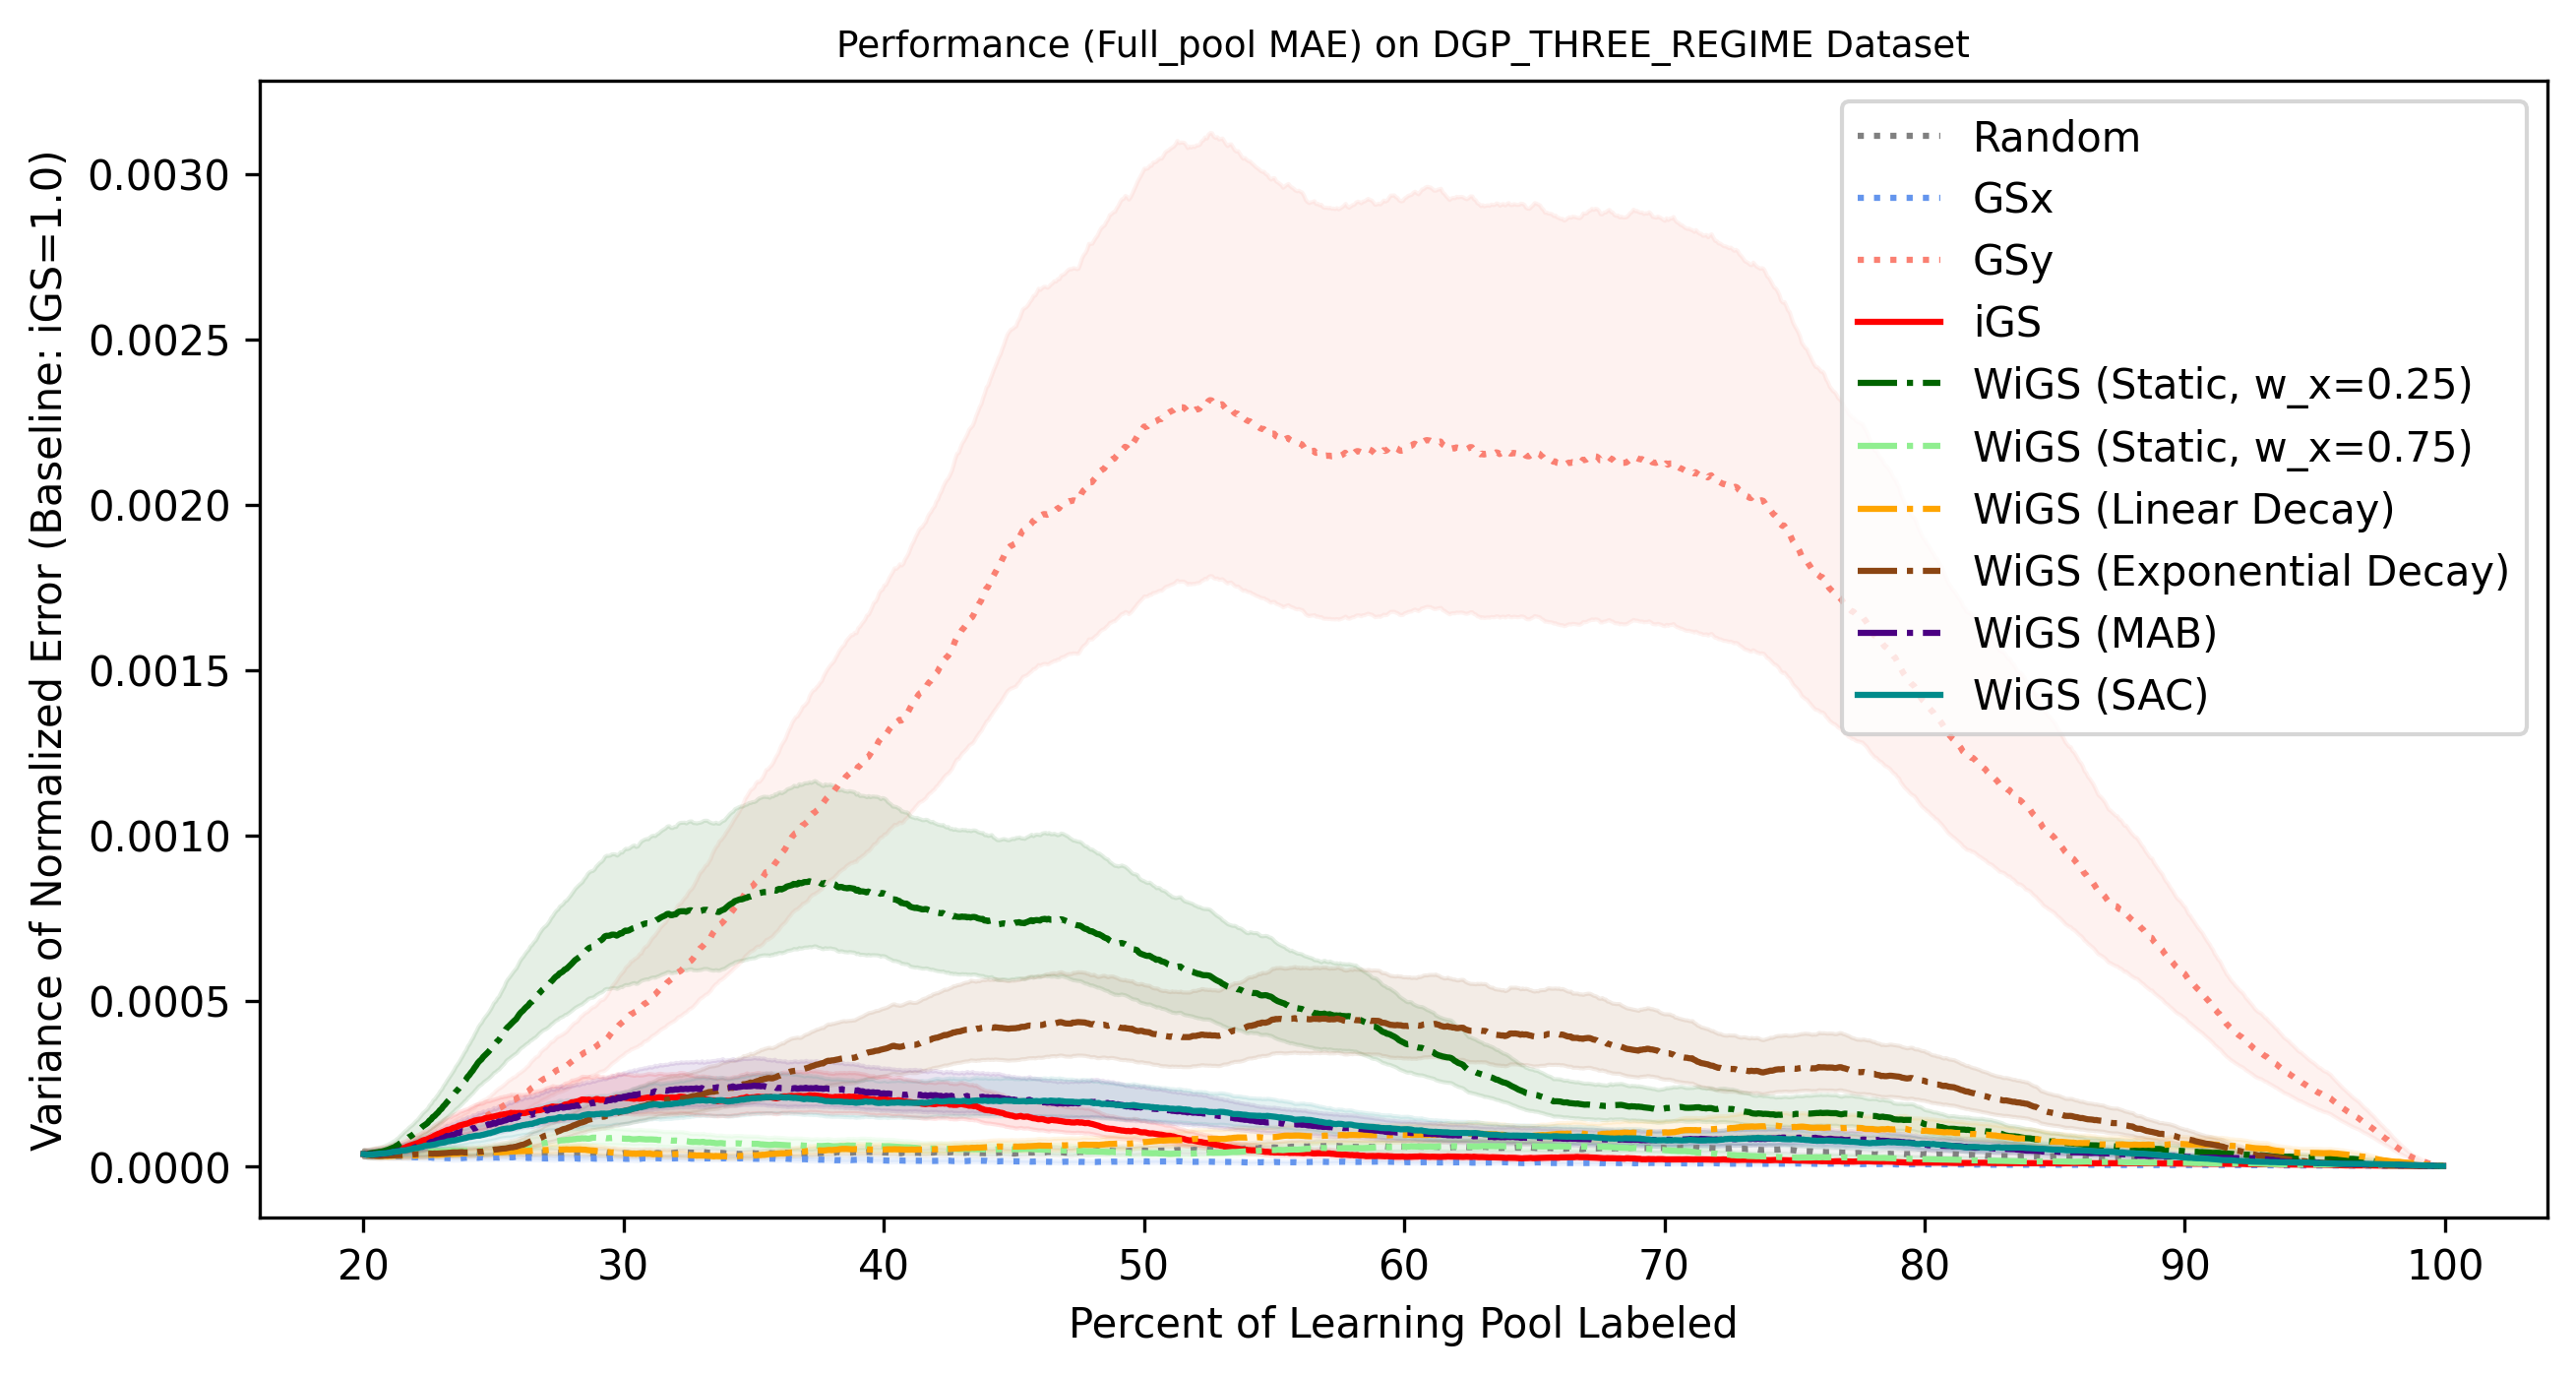 Performance (Full_pool MAE) on DGP_THREE_REGIME Dataset
Variance of Normalized Error (Baseline: iGS=1.0)
0.0030
0.0025
0.0020
0.0015
0.0010
0.0005
0.0000
Random
GSx
GSy
iGS
WiGS (Static, w_x=0.25)
WiGS (Static, w_x=0.75)
WiGS (Linear Decay)
WiGS (Exponential Decay)
WiGS (MAB)
WiGS (SAC)
20 30 40 50 60 70 80 90 100
Percent of Learning Pool Labeled